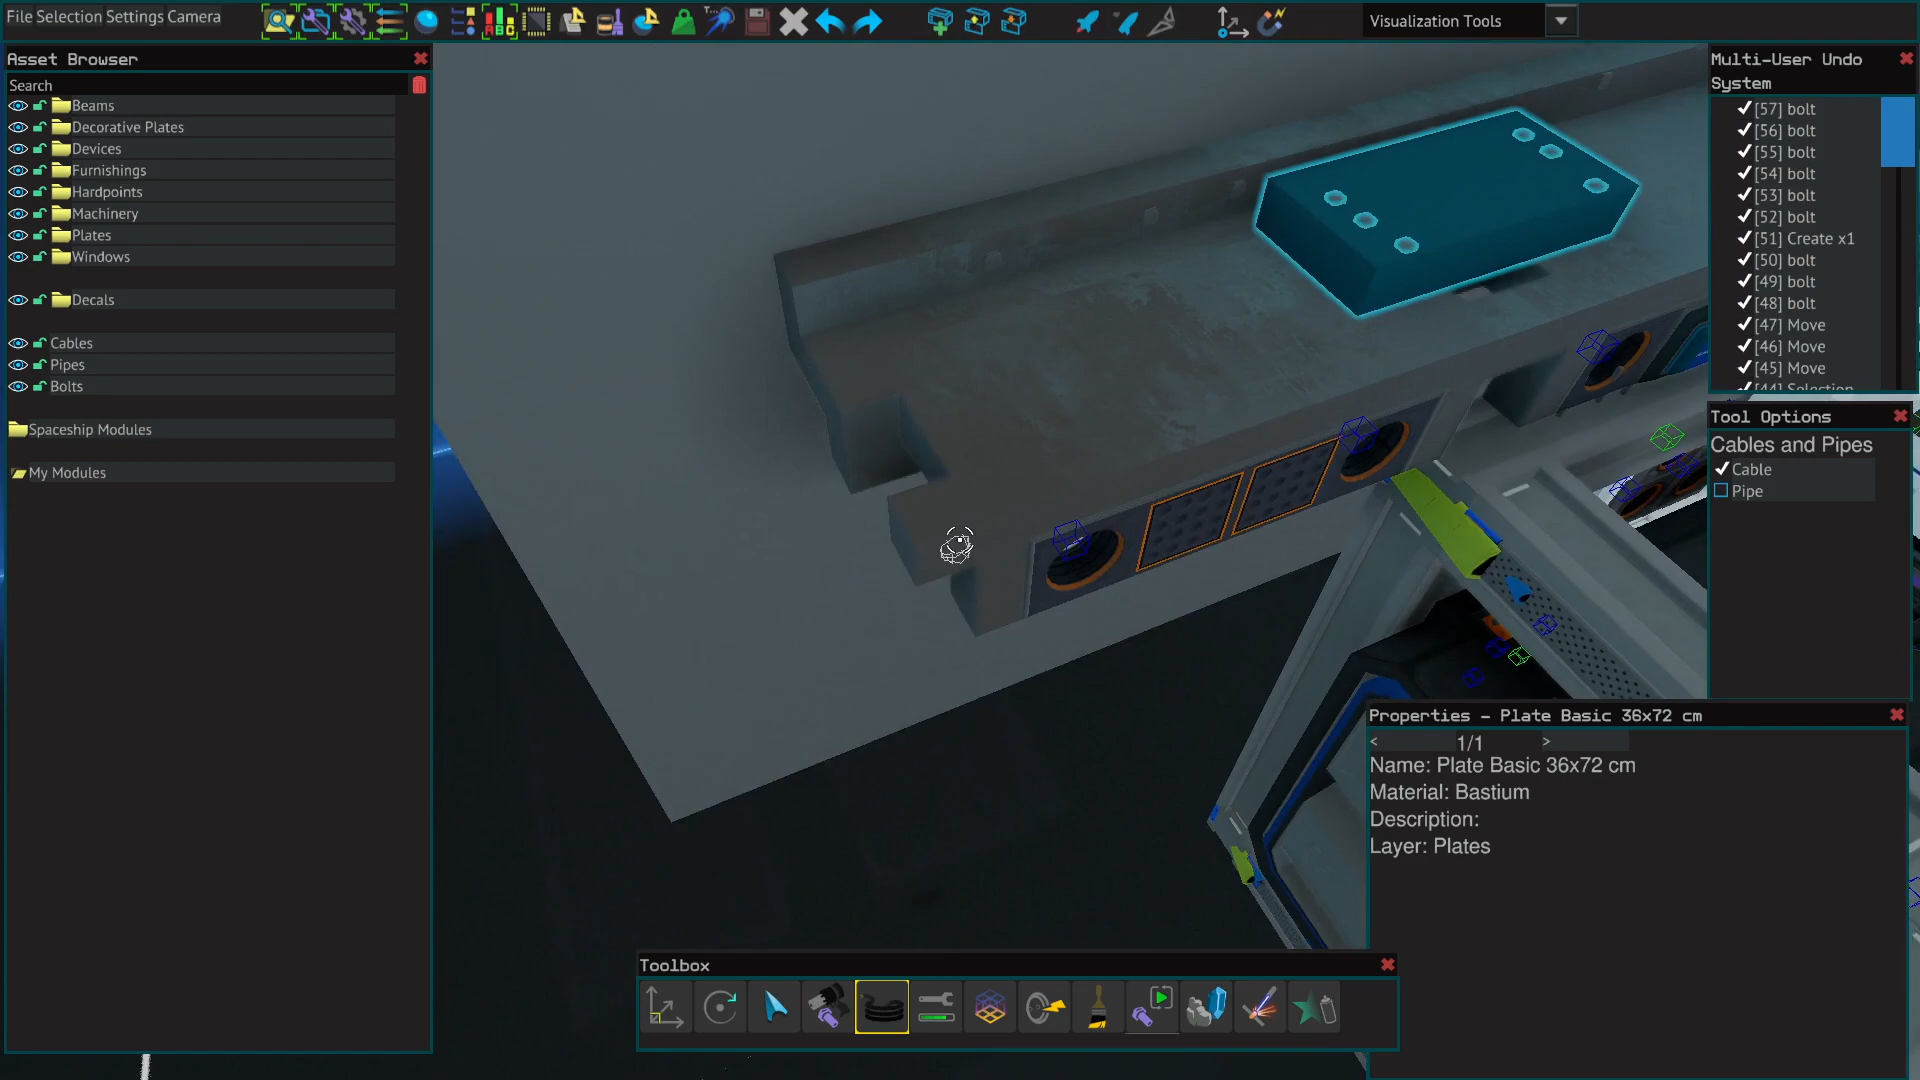 File Selection Settings Camera
Visualization Tools
Asset Browser
Search
Beams
Decorative Plates
Devices
Furnishings
Hardpoints
Machinery
Plates
Windows
Decals
Cables
Pipes
Bolts
Spaceship Modules
My Modules
Multi-User Undo
System
[57] bolt
[56] bolt
[55] bolt
[54] bolt
[53] bolt
[52] bolt
[51] Create x1
[50] bolt
[49] bolt
[48] bolt
[47] Move
[46] Move
[45] Move
[44] Selection
Tool Options
Cables and Pipes
Cable
Pipe
Properties - Plate Basic 36x72 cm
< 1/1 >
Name: Plate Basic 36x72 cm
Material: Bastium
Description:
Layer: Plates
Toolbox
ABC